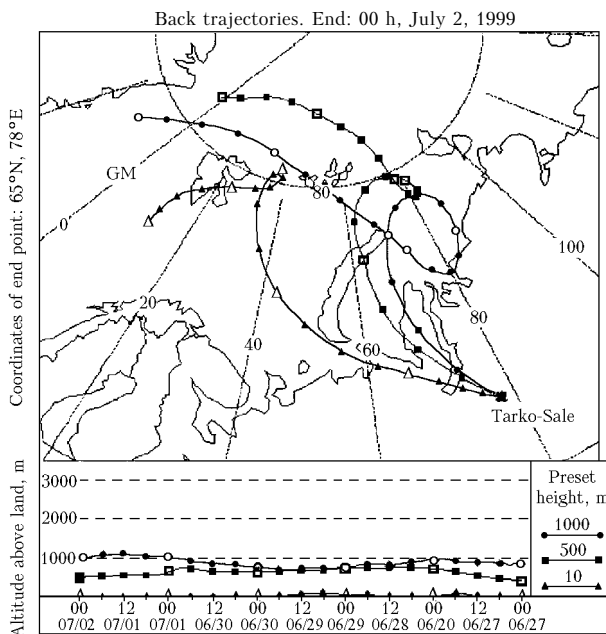 Back trajectories. End: 00 h, July 2, 1999
Coordinates of end point: 65°N, 78°E
GM
0
20
40
60
80
80
100
Tarko-Sale
Altitude above land, m
3000
2000
1000
Preset
height, m
1000
500
10
00 12 00 12 00 12 00 12 00 12 00
07/02 07/01 07/01 06/30 06/30 06/29 06/29 06/28 06/20 06/27 06/27